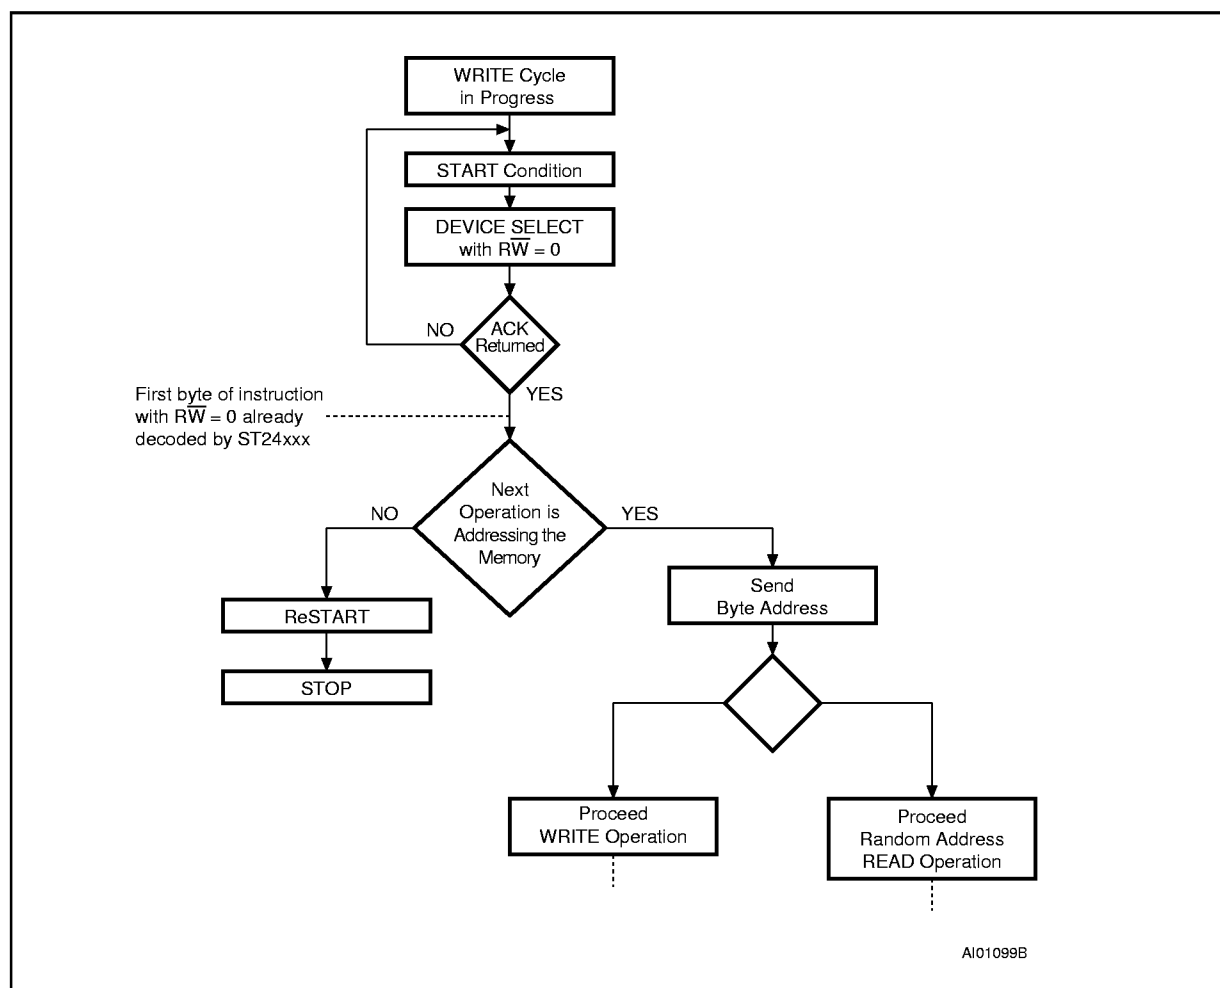 WRITE Cycle
in Progress
START Condition
DEVICE SELECT
with RW̅ = 0
ACK
Returned
NO
YES
First byte of instruction
with RW̅ = 0 already
decoded by ST24xxx
Next
Operation is
Addressing the
Memory
NO
YES
Send
Byte Address
ReSTART
STOP
Proceed
WRITE Operation
Proceed
Random Address
READ Operation
AI01099B